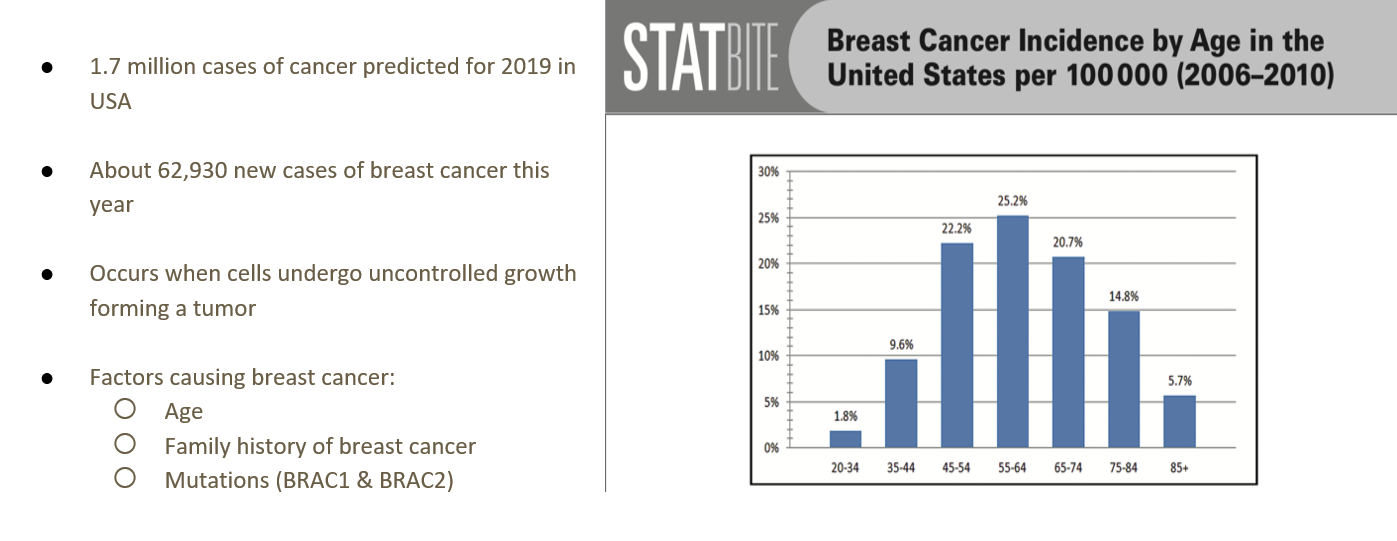 ● 1.7 million cases of cancer predicted for 2019 in
USA
● About 62,930 new cases of breast cancer this
year
● Occurs when cells undergo uncontrolled growth
forming a tumor
● Factors causing breast cancer:
○ Age
○ Family history of breast cancer
○ Mutations (BRAC1 & BRAC2)
STATBITE
Breast Cancer Incidence by Age in the
United States per 100 000 (2006–2010)
30%
25%
20%
15%
10%
5%
0%
1.8%
9.6%
22.2%
25.2%
20.7%
14.8%
5.7%
20-34 35-44 45-54 55-64 65-74 75-84 85+